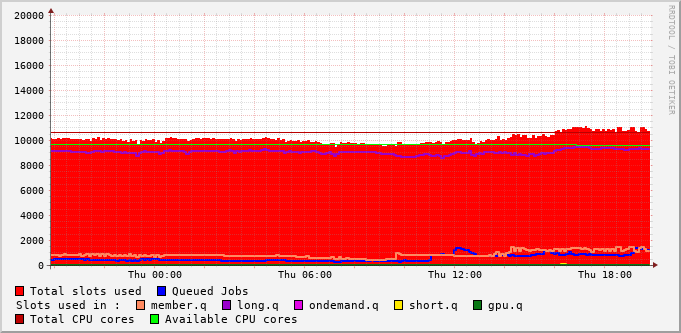 20000
18000
16000
14000
12000
10000
8000
6000
4000
2000
0
Thu 00:00 Thu 06:00 Thu 12:00 Thu 18:00
RRDTOOL / TOBI OETIKER
Total slots used Queued Jobs
Slots used in : member.q long.q ondemand.q short.q gpu.q
Total CPU cores Available CPU cores